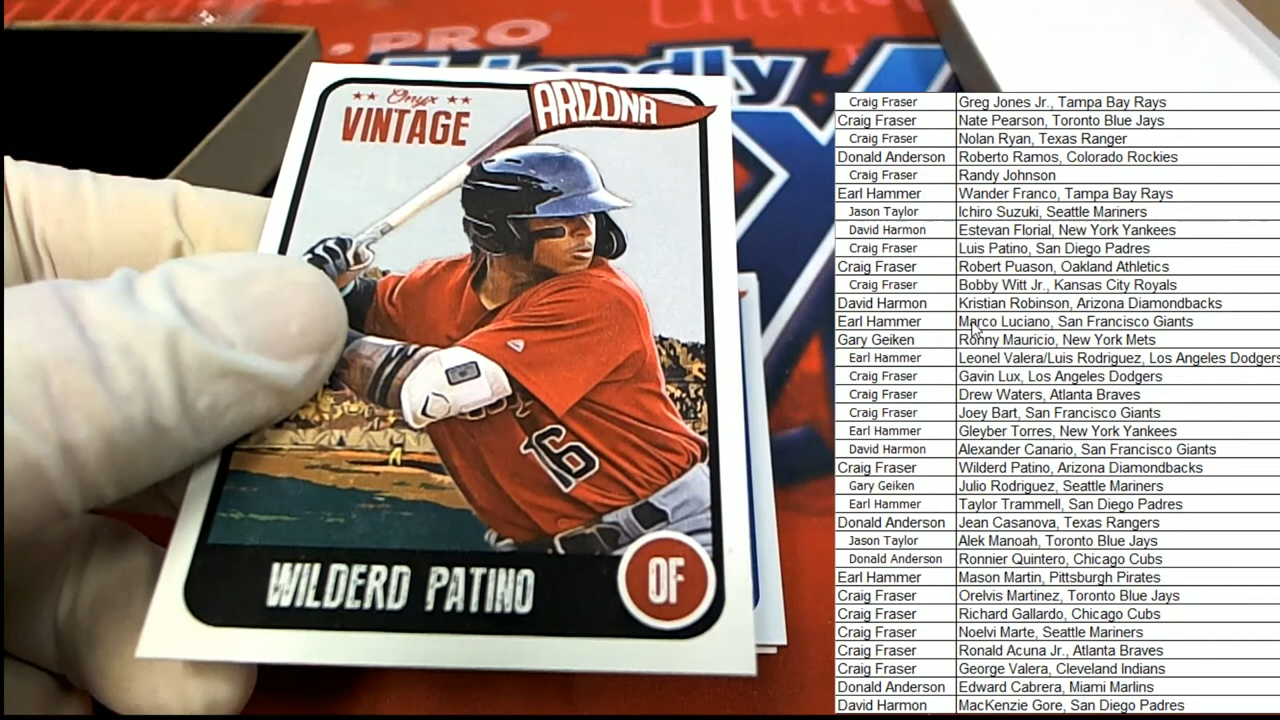 PRO
Ultra
Friendly
★★ Onyx ★★
VINTAGE
ARIZONA
16
WILDERD PATINO
OF
Craig Fraser Greg Jones Jr., Tampa Bay Rays
Craig Fraser Nate Pearson, Toronto Blue Jays
Craig Fraser Nolan Ryan, Texas Ranger
Donald Anderson Roberto Ramos, Colorado Rockies
Craig Fraser Randy Johnson
Earl Hammer Wander Franco, Tampa Bay Rays
Jason Taylor Ichiro Suzuki, Seattle Mariners
David Harmon Estevan Florial, New York Yankees
Craig Fraser Luis Patino, San Diego Padres
Craig Fraser Robert Puason, Oakland Athletics
Craig Fraser Bobby Witt Jr., Kansas City Royals
David Harmon Kristian Robinson, Arizona Diamondbacks
Earl Hammer Marco Luciano, San Francisco Giants
Gary Geiken Ronny Mauricio, New York Mets
Earl Hammer Leonel Valera/Luis Rodriguez, Los Angeles Dodgers
Craig Fraser Gavin Lux, Los Angeles Dodgers
Craig Fraser Drew Waters, Atlanta Braves
Craig Fraser Joey Bart, San Francisco Giants
Earl Hammer Gleyber Torres, New York Yankees
David Harmon Alexander Canario, San Francisco Giants
Craig Fraser Wilderd Patino, Arizona Diamondbacks
Gary Geiken Julio Rodriguez, Seattle Mariners
Earl Hammer Taylor Trammell, San Diego Padres
Donald Anderson Jean Casanova, Texas Rangers
Jason Taylor Alek Manoah, Toronto Blue Jays
Donald Anderson Ronnier Quintero, Chicago Cubs
Earl Hammer Mason Martin, Pittsburgh Pirates
Craig Fraser Orelvis Martinez, Toronto Blue Jays
Craig Fraser Richard Gallardo, Chicago Cubs
Craig Fraser Noelvi Marte, Seattle Mariners
Craig Fraser Ronald Acuna Jr., Atlanta Braves
Craig Fraser George Valera, Cleveland Indians
Donald Anderson Edward Cabrera, Miami Marlins
David Harmon MacKenzie Gore, San Diego Padres